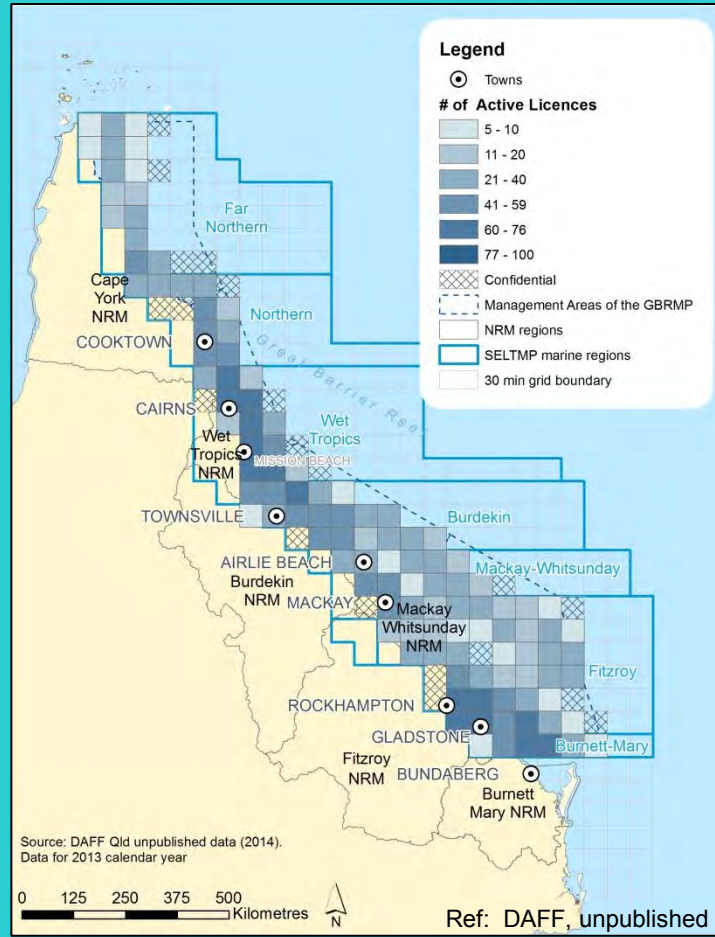 Legend
Towns
# of Active Licences
5 - 10
11 - 20
21 - 40
41 - 59
60 - 76
77 - 100
Confidential
Management Areas of the GBRMP
NRM regions
SELTMP marine regions
30 min grid boundary
Far
Northern
Cape
York
NRM
Northern
COOKTOWN
Great Barrier Reef
CAIRNS
Wet
Tropics
Wet
Tropics
NRM
MISSION BEACH
TOWNSVILLE
Burdekin
AIRLIE BEACH
Mackay-Whitsunday
Burdekin
NRM
MACKAY
Mackay
Whitsunday
NRM
Fitzroy
ROCKHAMPTON
GLADSTONE
Burnett-Mary
Fitzroy
NRM
BUNDABERG
Burnett
Mary NRM
Source: DAFF Qld unpublished data (2014).
Data for 2013 calendar year
0 125 250 375 500
Kilometres
N
Ref: DAFF, unpublished